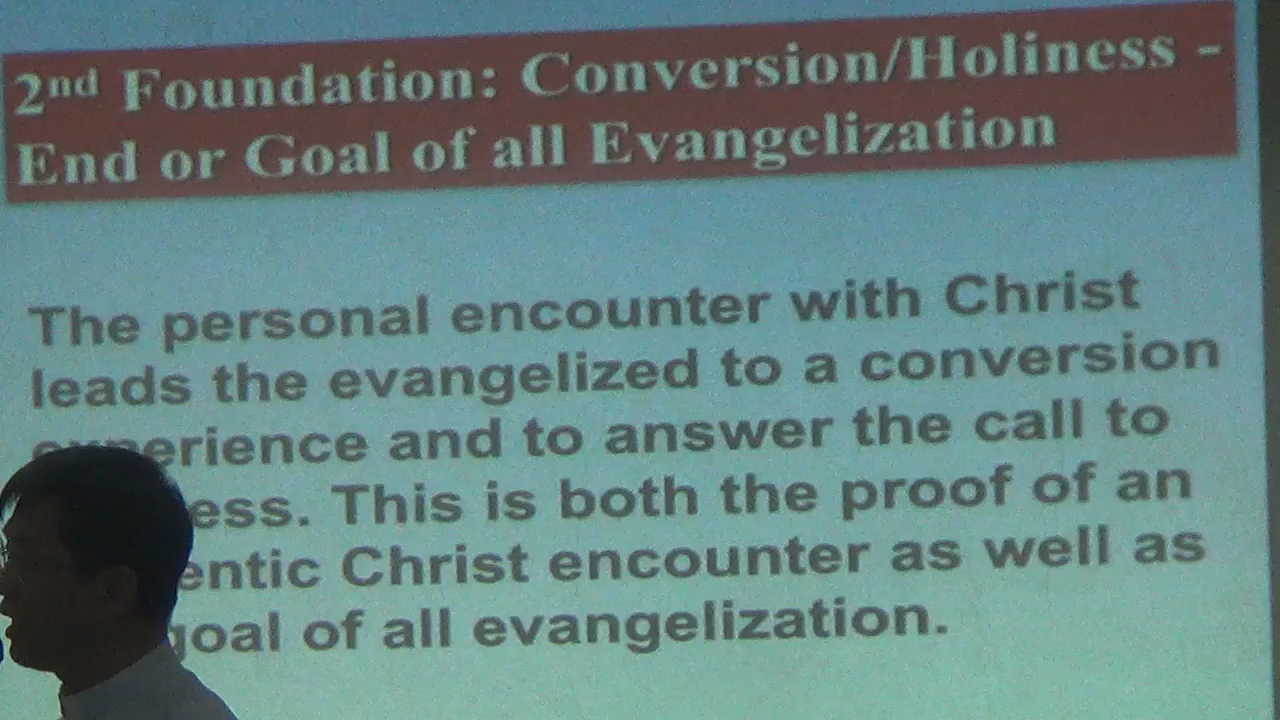 2nd Foundation: Conversion/Holiness -
End or Goal of all Evangelization
The personal encounter with Christ
leads the evangelized to a conversion
experience and to answer the call to
ess. This is both the proof of an
entic Christ encounter as well as
goal of all evangelization.